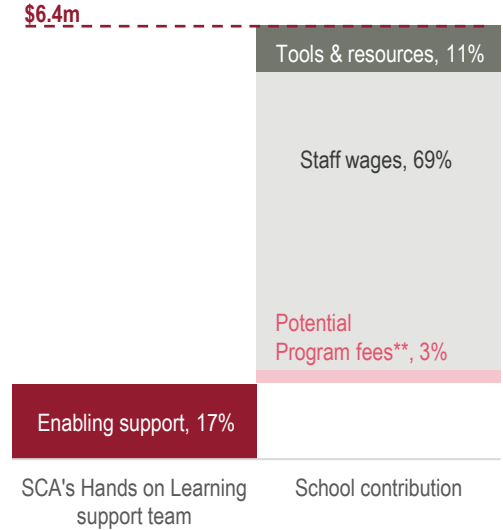 $6.4m
Tools & resources, 11%
Staff wages, 69%
Potential
Program fees**, 3%
Enabling support, 17%
SCA's Hands on Learning
support team
School contribution